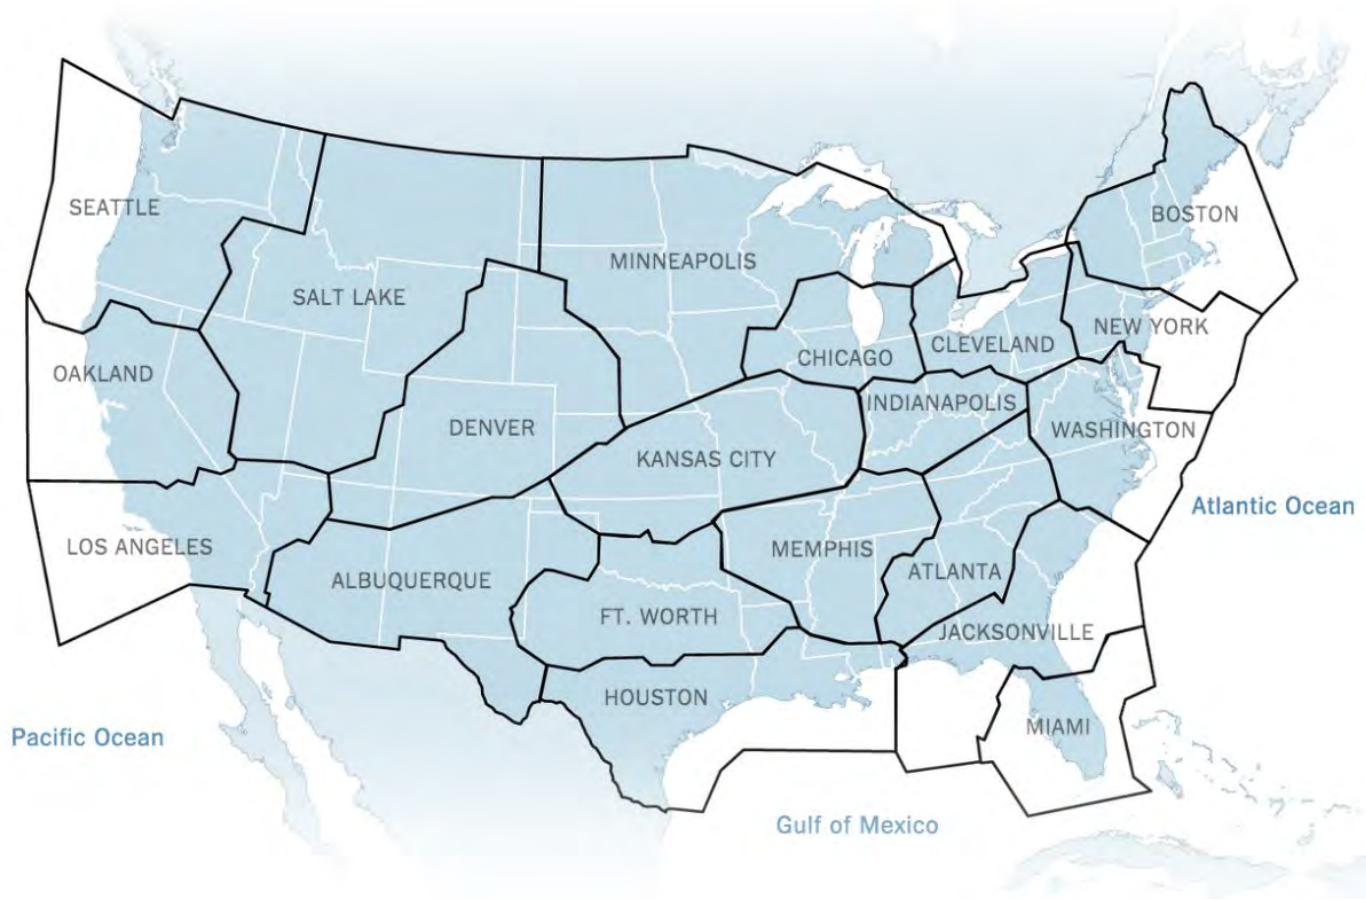 SEATTLE
BOSTON
MINNEAPOLIS
SALT LAKE
NEW YORK
CLEVELAND
CHICAGO
OAKLAND
INDIANAPOLIS
DENVER
WASHINGTON
KANSAS CITY
Atlantic Ocean
LOS ANGELES
MEMPHIS
ATLANTA
ALBUQUERQUE
FT. WORTH
JACKSONVILLE
HOUSTON
MIAMI
Pacific Ocean
Gulf of Mexico